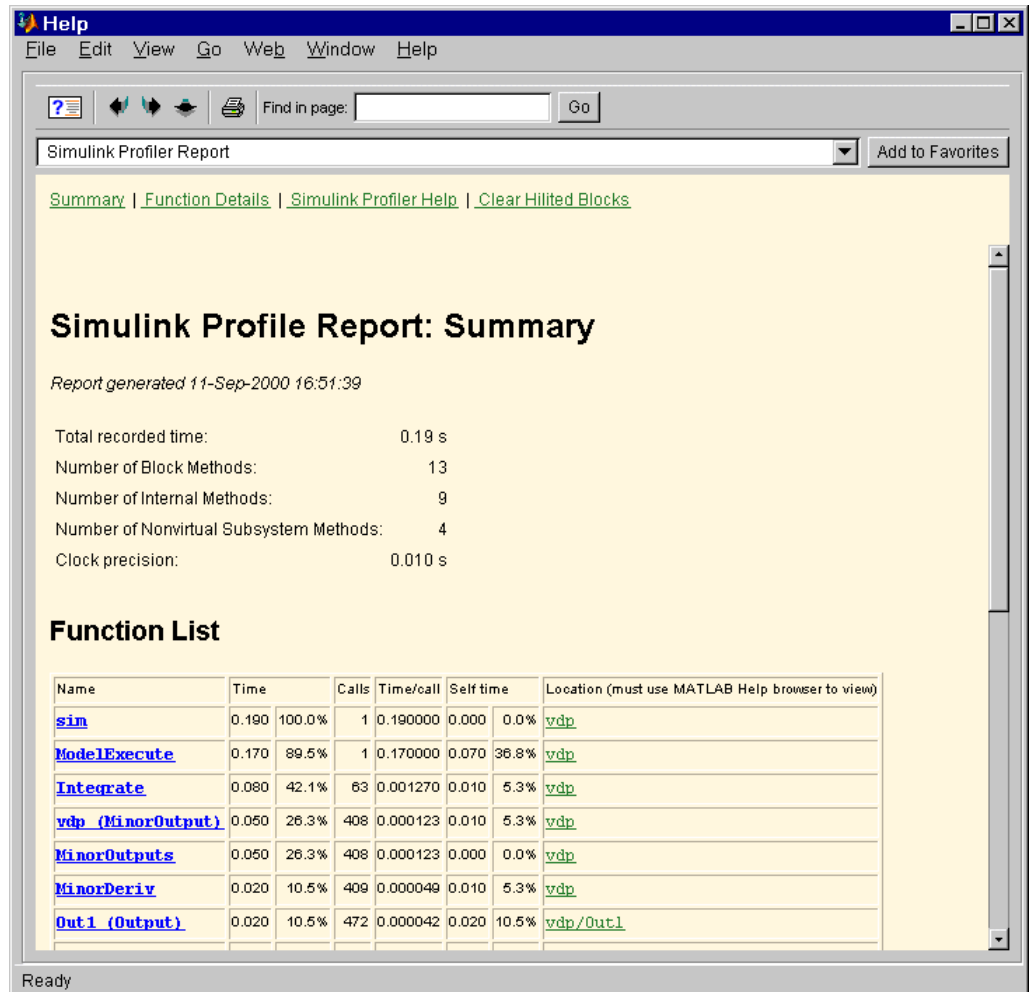 Help
File Edit View Go Web Window Help
Find in page: Go
Simulink Profiler Report Add to Favorites
Summary | Function Details | Simulink Profiler Help | Clear Hilited Blocks
Simulink Profile Report: Summary
Report generated 11-Sep-2000 16:51:39
Total recorded time: 0.19 s
Number of Block Methods: 13
Number of Internal Methods: 9
Number of Nonvirtual Subsystem Methods: 4
Clock precision: 0.010 s
Function List
Name Time Calls Time/call Self time Location (must use MATLAB Help browser to view)
sim 0.190 100.0% 1 0.190000 0.000 0.0% vdp
ModelExecute 0.170 89.5% 1 0.170000 0.070 36.8% vdp
Integrate 0.080 42.1% 63 0.001270 0.010 5.3% vdp
vdp (MinorOutput) 0.050 26.3% 408 0.000123 0.010 5.3% vdp
MinorOutputs 0.050 26.3% 408 0.000123 0.000 0.0% vdp
MinorDeriv 0.020 10.5% 409 0.000049 0.010 5.3% vdp
Out1 (Output) 0.020 10.5% 472 0.000042 0.020 10.5% vdp/Out1
Ready